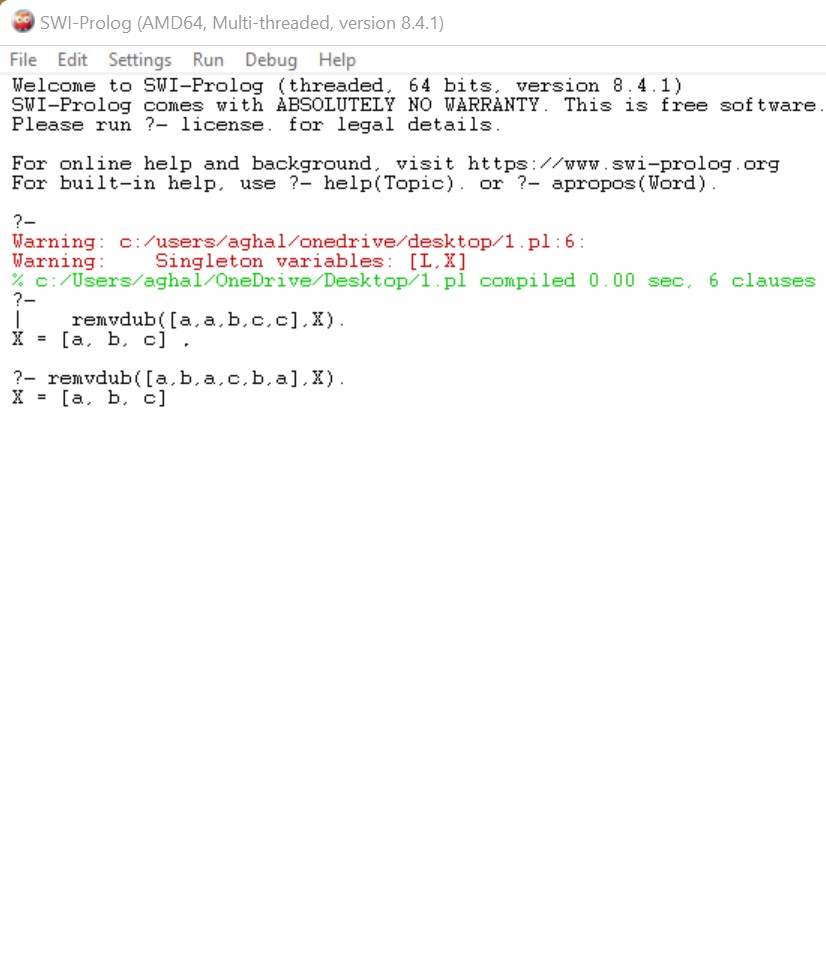 SWI-Prolog (AMD64, Multi-threaded, version 8.4.1)
File Edit Settings Run Debug Help
Welcome to SWI-Prolog (threaded, 64 bits, version 8.4.1)
SWI-Prolog comes with ABSOLUTELY NO WARRANTY. This is free software.
Please run ?- license. for legal details.
For online help and background, visit https://www.swi-prolog.org
For built-in help, use ?- help(Topic). or ?- apropos(Word).
?-
Warning: c:/users/aghal/onedrive/desktop/1.pl:6:
Warning:    Singleton variables: [L,X]
% c:/Users/aghal/OneDrive/Desktop/1.pl compiled 0.00 sec, 6 clauses
?-
|    remvdub([a,a,b,c,c],X).
X = [a, b, c] .
?- remvdub([a,b,a,c,b,a],X).
X = [a, b, c]